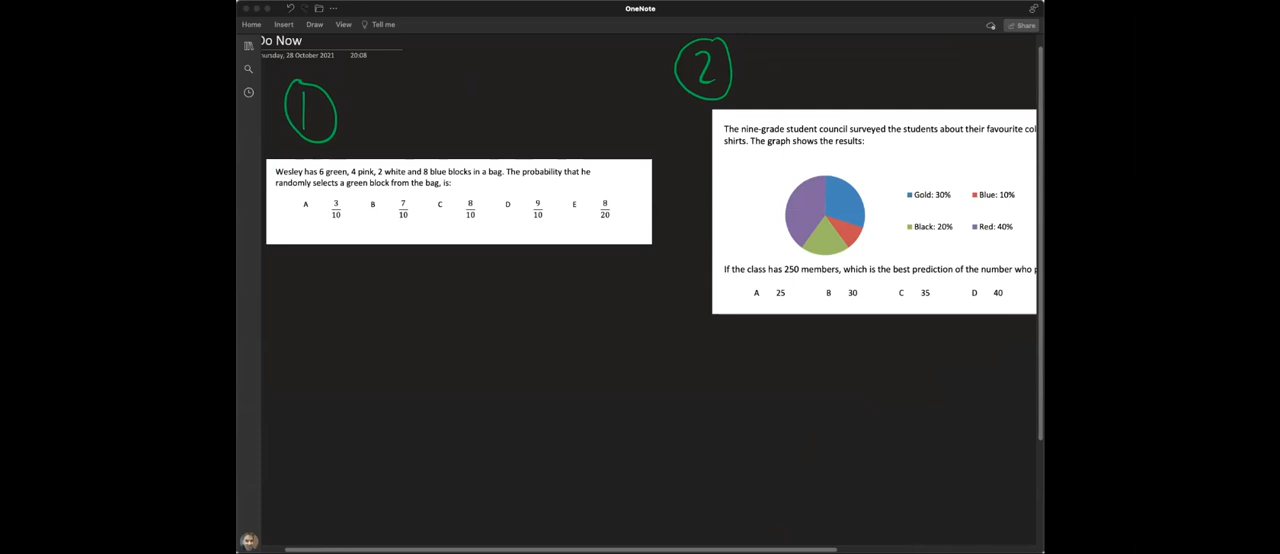 OneNote
Home Insert Draw View Tell me Share
Do Now
hursday, 28 October 2021 20:08
1
2
Wesley has 6 green, 4 pink, 2 white and 8 blue blocks in a bag. The probability that he
randomly selects a green block from the bag, is:
A 3/10 B 7/10 C 8/10 D 9/10 E 8/20
The nine-grade student council surveyed the students about their favourite col
shirts. The graph shows the results:
Gold: 30% Blue: 10%
Black: 20% Red: 40%
If the class has 250 members, which is the best prediction of the number who p
A 25 B 30 C 35 D 40